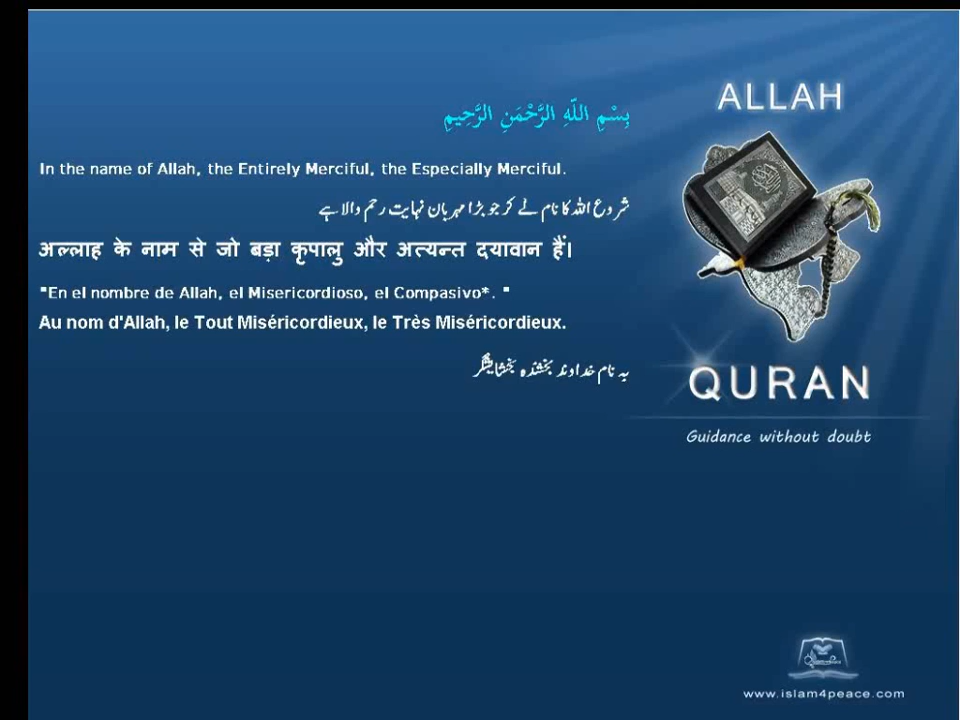 بِسْمِ اللّهِ الرَّحْمَنِ الرَّحِيمِ
In the name of Allah, the Entirely Merciful, the Especially Merciful.
شروع اللہ کا نام لے کر جو بڑا مہربان نہایت رحم والا ہے
अल्लाह के नाम से जो बड़ा कृपालु और अत्यन्त दयावान हैं।
"En el nombre de Allah, el Misericordioso, el Compasivo*. "
Au nom d'Allah, le Tout Miséricordieux, le Très Miséricordieux.
به نام خداوند بخشنده بخشایشگر
ALLAH
QURAN
Guidance without doubt
www.islam4peace.com